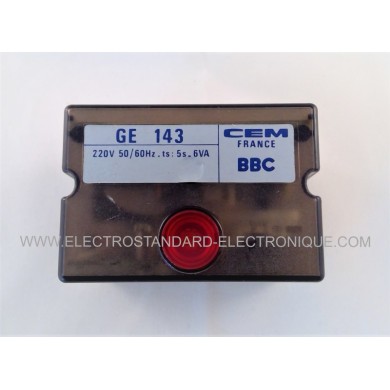 GE 143
220V 50/60Hz.ts:5s.6VA
CEM
FRANCE
BBC
WWW.ELECTROSTANDARD-ELECTRONIQUE.COM